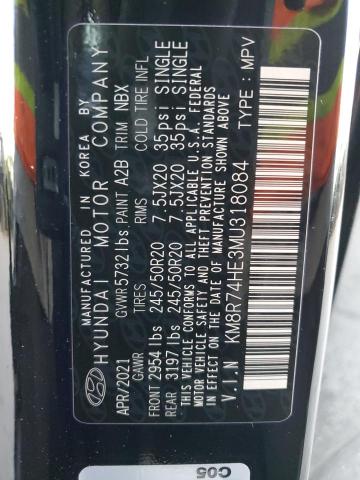 MANUFACTURED IN KOREA BY
HYUNDAI MOTOR COMPANY
APR/2021 GVWR 5732 lbs. PAINT A2B TRIM NBX
GAWR TIRES RIMS COLD TIRE INFL
FRONT 2954 lbs 245/50R20 7.5JX20 35psi SINGLE
REAR 3197 lbs 245/50R20 7.5JX20 35psi SINGLE
THIS VEHICLE CONFORMS TO ALL APPLICABLE U.S.A. FEDERAL
MOTOR VEHICLE SAFETY AND THEFT PREVENTION STANDARDS
IN EFFECT ON THE DATE OF MANUFACTURE SHOWN ABOVE.
V.I.N KM8R74HE3MU318084 TYPE: MPV
C05